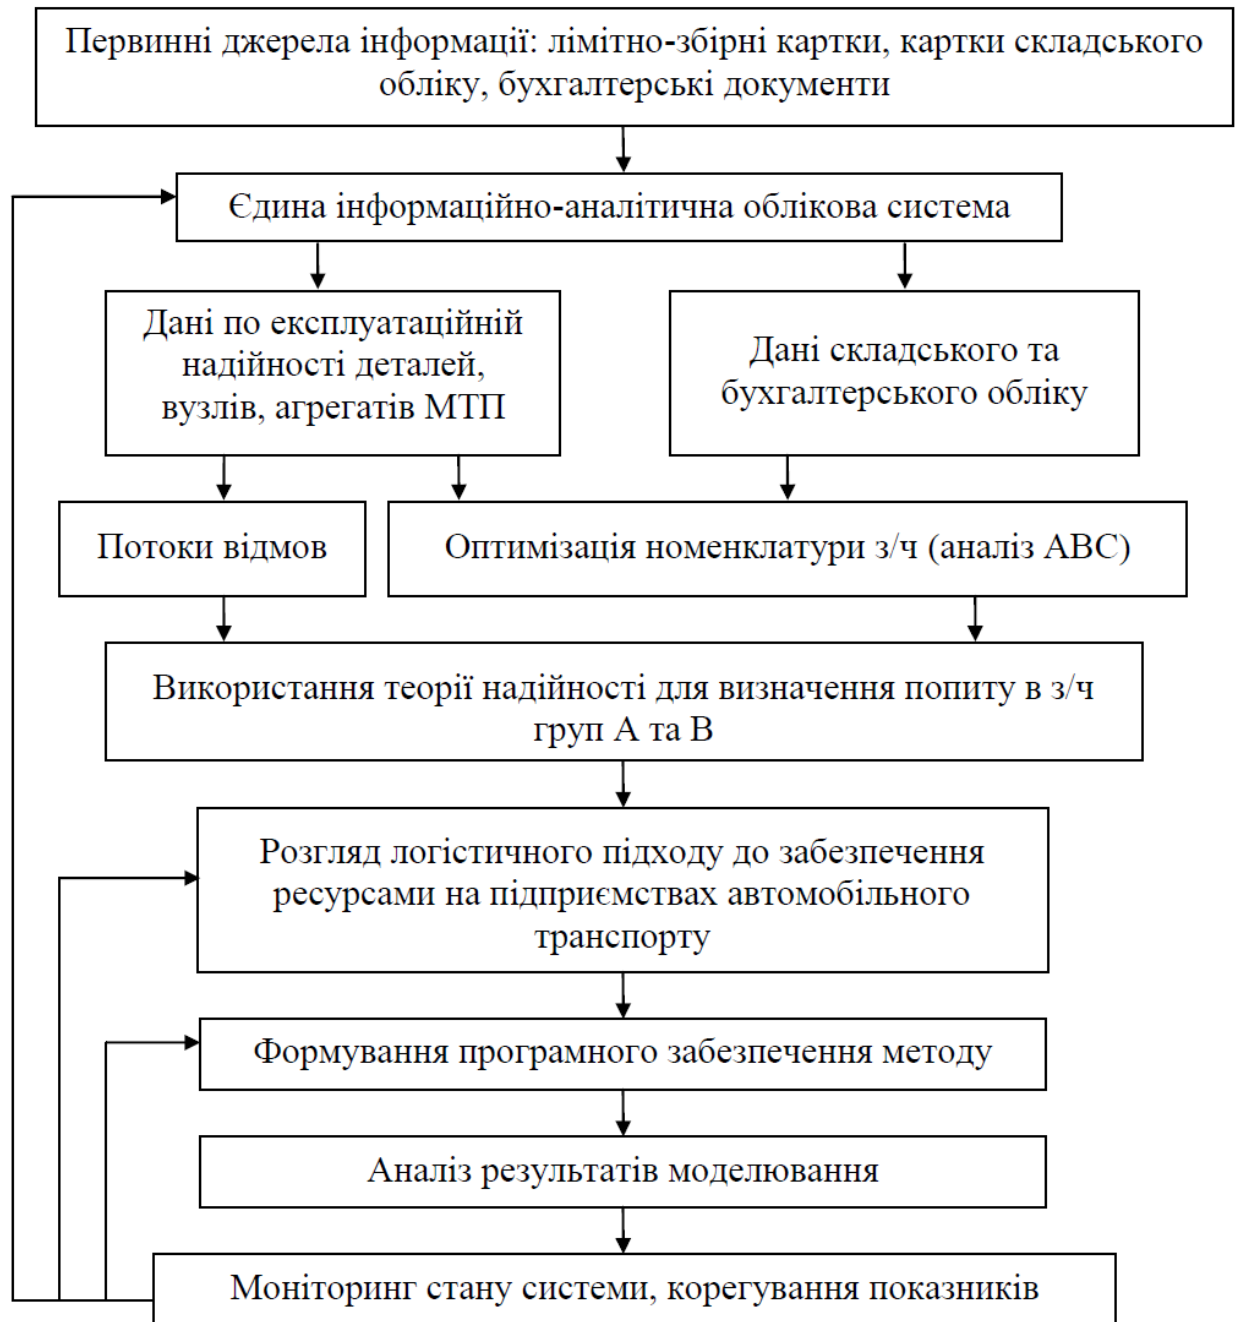 Первинні джерела інформації: лімітно-збірні картки, картки складського
обліку, бухгалтерські документи
Єдина інформаційно-аналітична облікова система
Дані по експлуатаційній
надійності деталей,
вузлів, агрегатів МТП
Дані складського та
бухгалтерського обліку
Потоки відмов
Оптимізація номенклатури з/ч (аналіз АВС)
Використання теорії надійності для визначення попиту в з/ч
груп А та В
Розгляд логістичного підходу до забезпечення
ресурсами на підприємствах автомобільного
транспорту
Формування програмного забезпечення методу
Аналіз результатів моделювання
Моніторинг стану системи, корегування показників